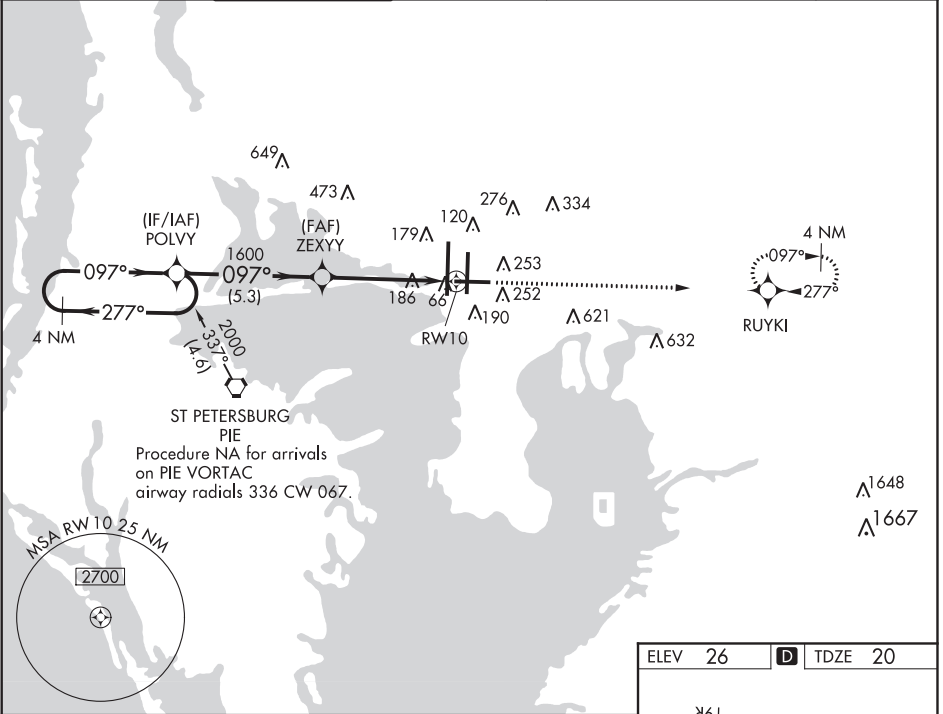 649
473
276
334
120
179
(IF/IAF)
POLVY
(FAF)
ZEXYY
4 NM
097°
277°
RUYKI
097°
1600
097°
(5.3)
253
252
186
66
190
621
632
RW10
277°
4 NM
2000
337°
(4.6)
ST PETERSBURG
PIE
Procedure NA for arrivals
on PIE VORTAC
airway radials 336 CW 067.
1648
1667
MSA RW 10 25 NM
2700
ELEV 26 D TDZE 20
19R